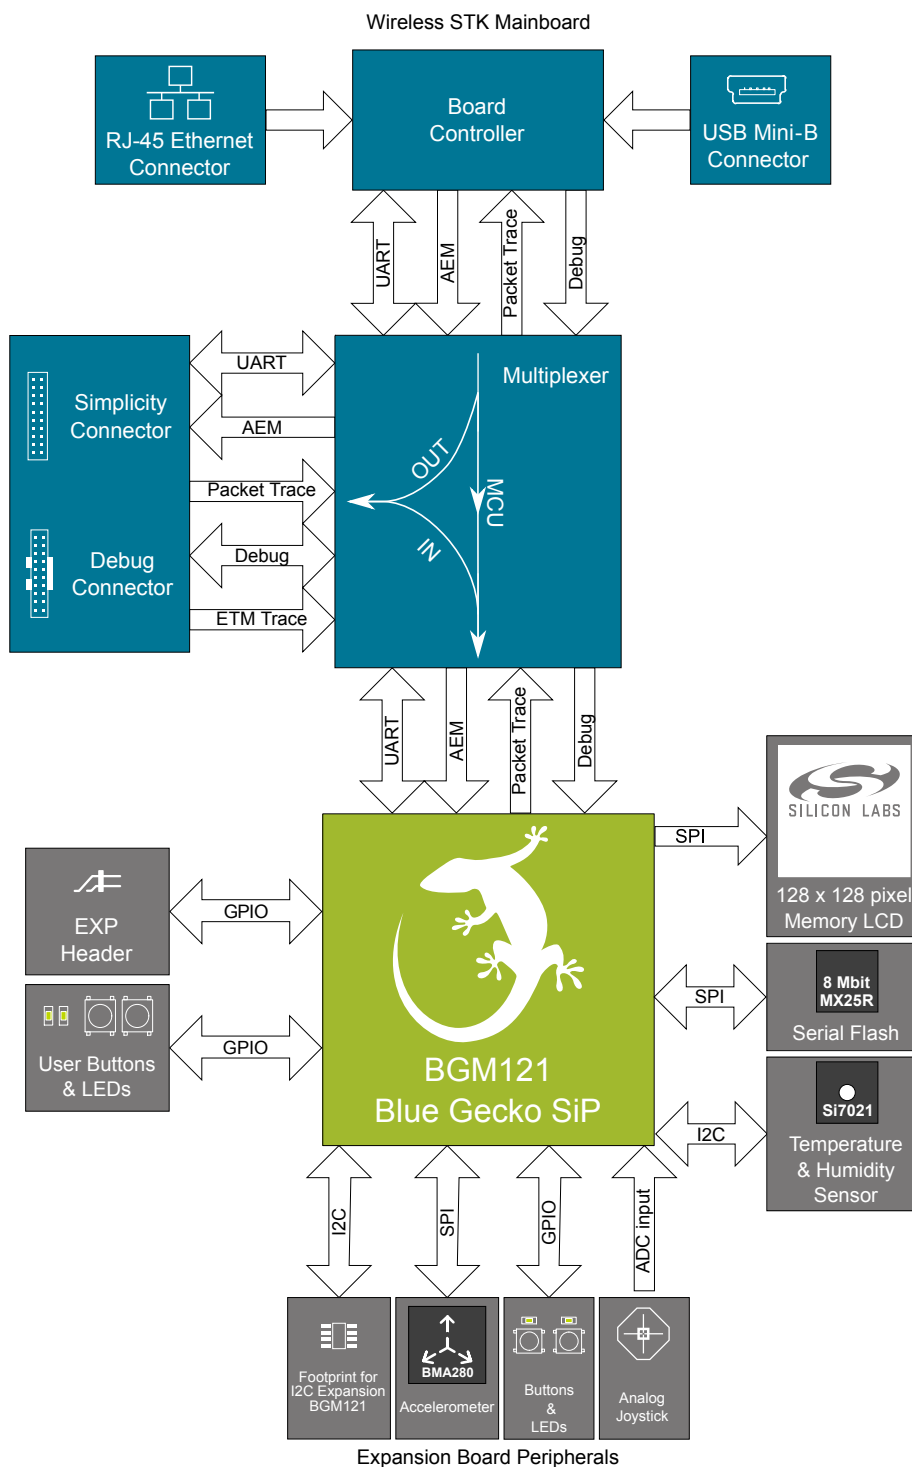 Wireless STK Mainboard
RJ-45 Ethernet
Connector
Board
Controller
USB Mini-B
Connector
UART
AEM
Packet Trace
Debug
Simplicity
Connector
Debug
Connector
UART
AEM
Packet Trace
Debug
ETM Trace
Multiplexer
OUT
MCU
IN
UART
AEM
Packet Trace
Debug
SILICON LABS
128 x 128 pixel
Memory LCD
SPI
EXP
Header
GPIO
8 Mbit
MX25R
Serial Flash
SPI
User Buttons
& LEDs
GPIO
BGM121
Blue Gecko SiP
Si7021
Temperature
& Humidity
Sensor
I2C
I2C
SPI
GPIO
ADC input
Footprint for
I2C Expansion
BGM121
BMA280
Accelerometer
Buttons
&
LEDs
Analog
Joystick
Expansion Board Peripherals